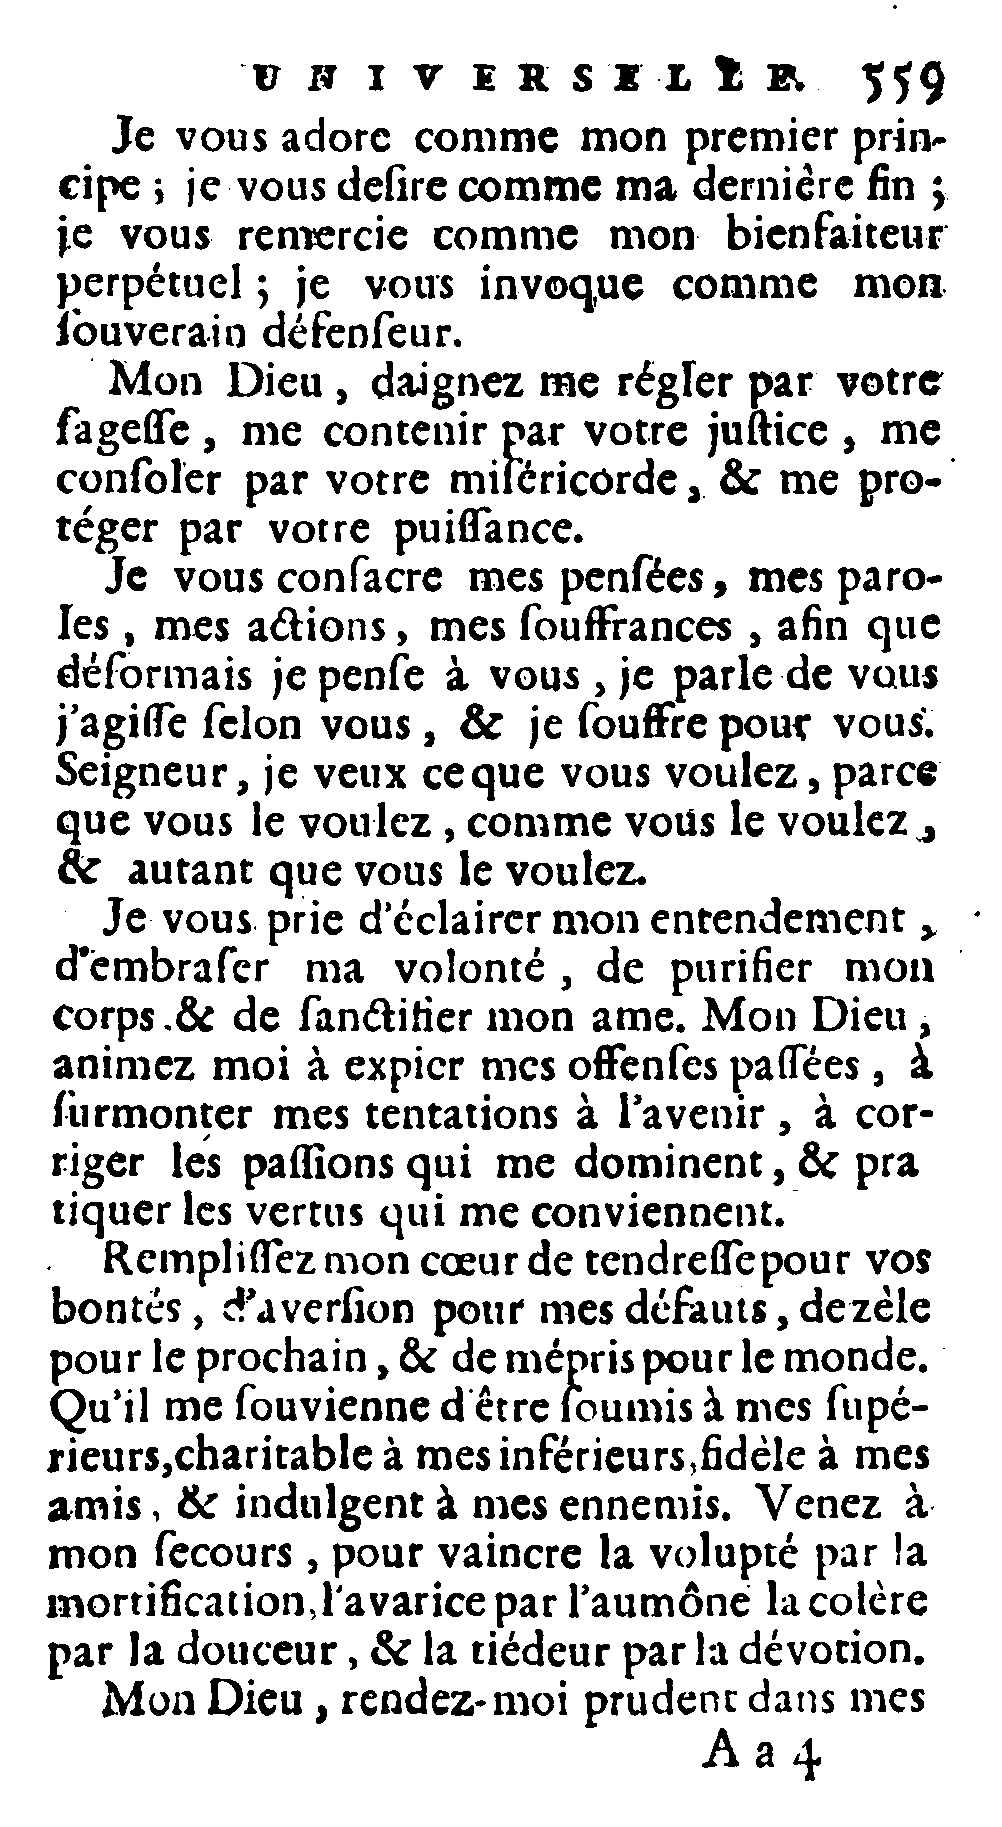 UNIVERSELLE. 559
Je vous adore comme mon premier prin-
cipe ; je vous deſire comme ma dernière fin ;
je vous remercie comme mon bienfaiteur
perpétuel ; je vous invoque comme mon
ſouverain défenſeur.
Mon Dieu , daignez me régler par votre
ſageſſe , me contenir par votre juſtice , me
conſoler par votre miſéricorde , & me pro-
téger par votre puiſſance.
Je vous conſacre mes penſées , mes paro-
les , mes actions , mes ſouffrances , afin que
déſormais je penſe à vous , je parle de vous
j'agiſſe ſelon vous , & je ſouffre pour vous.
Seigneur , je veux ce que vous voulez , parce
que vous le voulez , comme vous le voulez ,
& autant que vous le voulez.
Je vous prie d'éclairer mon entendement ,
d'embraſer ma volonté , de purifier mon
corps .& de ſanctifier mon ame. Mon Dieu ,
animez moi à expier mes offenſes paſſées , à
ſurmonter mes tentations à l'avenir , à cor-
riger les paſſions qui me dominent , & pra
tiquer les vertus qui me conviennent.
Rempliſſez mon cœur de tendreſſe pour vos
bontés , d'averſion pour mes défauts , de zèle
pour le prochain , & de mépris pour le monde.
Qu'il me ſouvienne d'être ſoumis à mes ſupé-
rieurs, charitable à mes inférieurs, fidèle à mes
amis , & indulgent à mes ennemis. Venez à
mon ſecours , pour vaincre la volupté par la
mortification, l'avarice par l'aumône la colère
par la douceur , & la tiédeur par la dévotion.
Mon Dieu , rendez-moi prudent dans mes
A a 4